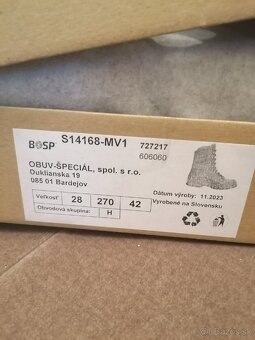 BOSP
S14168-MV1
727217
606060
OBUV-ŠPECIÁL, spol. s r.o.
Duklianska 19
085 01 Bardejov
Dátum výroby: 11.2023
Vyrobené na Slovensku
Veľkosť
28
270
42
Obvodová skupina:
H